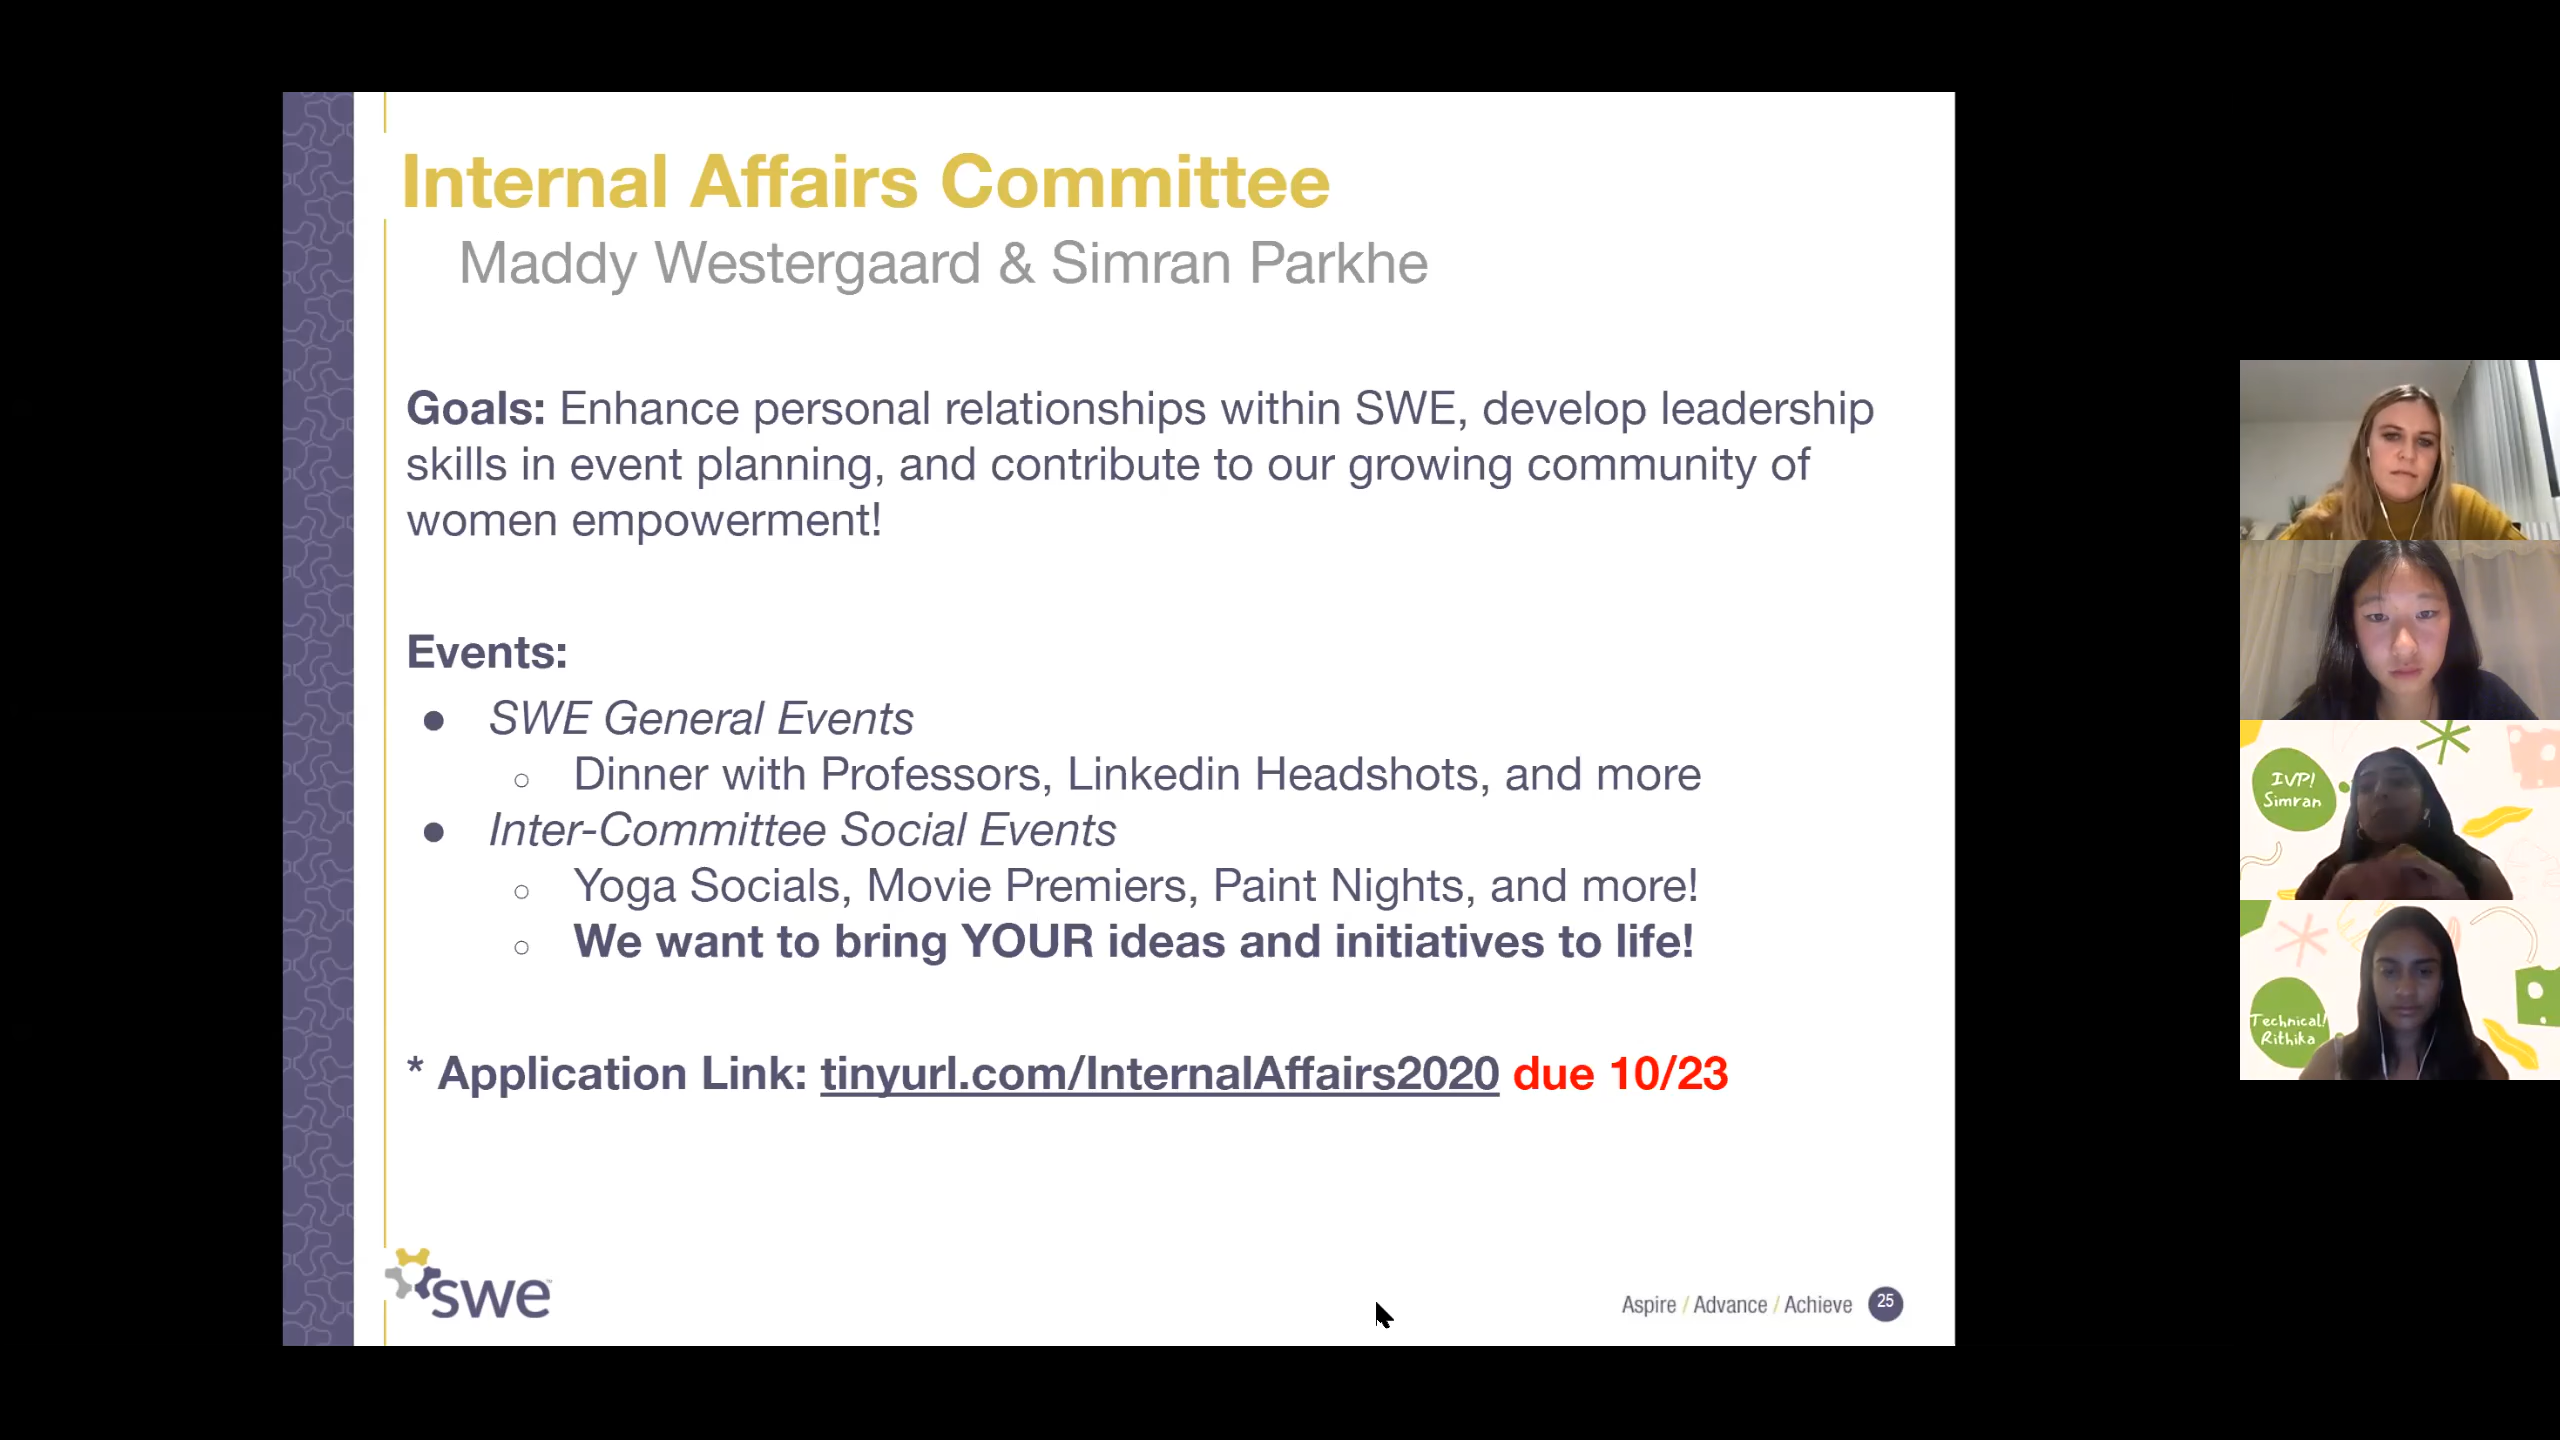 Internal Affairs Committee
Maddy Westergaard & Simran Parkhe
Goals: Enhance personal relationships within SWE, develop leadership
skills in event planning, and contribute to our growing community of
women empowerment!
Events:
● SWE General Events
○ Dinner with Professors, Linkedin Headshots, and more
● Inter-Committee Social Events
○ Yoga Socials, Movie Premiers, Paint Nights, and more!
○ We want to bring YOUR ideas and initiatives to life!
* Application Link: tinyurl.com/InternalAffairs2020 due 10/23
swe
Aspire / Advance / Achieve 25
IVP!
Simran
Technical!
Rithika